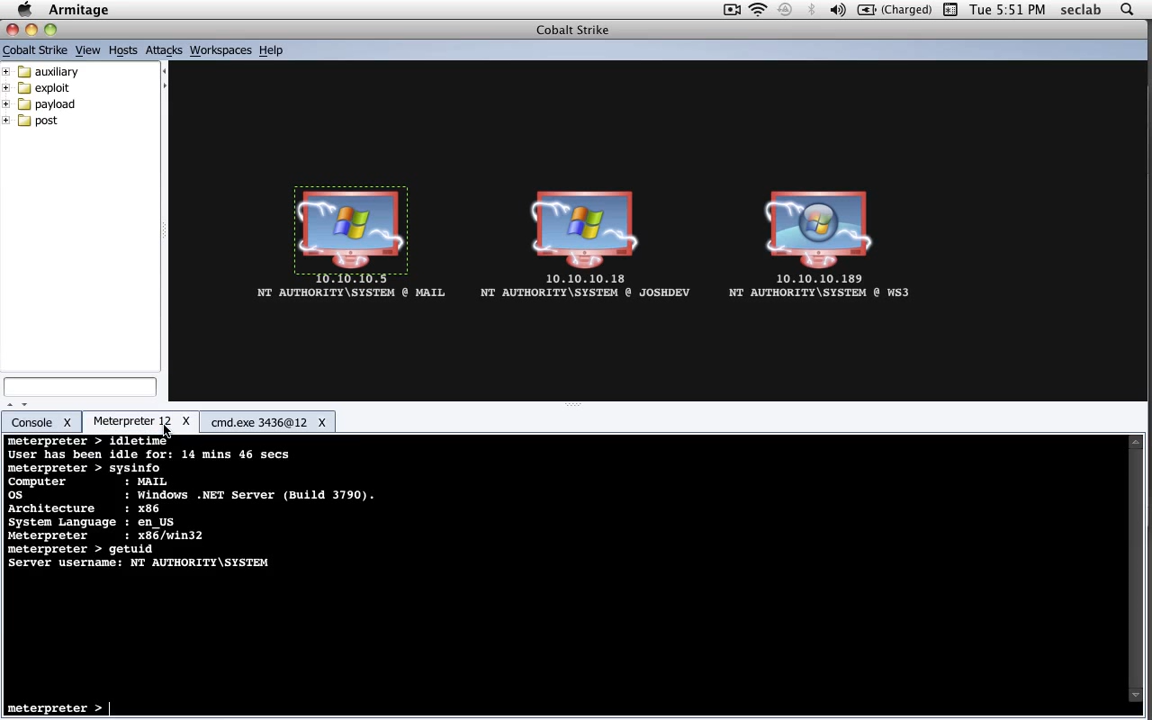 Armitage (Charged) Tue 5:51 PM seclab
Cobalt Strike
Cobalt Strike View Hosts Attacks Workspaces Help
auxiliary
exploit
payload
post
10.10.10.5 10.10.10.18 10.10.10.189
NT AUTHORITY\SYSTEM @ MAIL NT AUTHORITY\SYSTEM @ JOSHDEV NT AUTHORITY\SYSTEM @ WS3
Console X Meterpreter 12 X cmd.exe 3436@12 X
meterpreter > idletime
User has been idle for: 14 mins 46 secs
meterpreter > sysinfo
Computer : MAIL
OS : Windows .NET Server (Build 3790).
Architecture : x86
System Language : en_US
Meterpreter : x86/win32
meterpreter > getuid
Server username: NT AUTHORITY\SYSTEM
meterpreter >